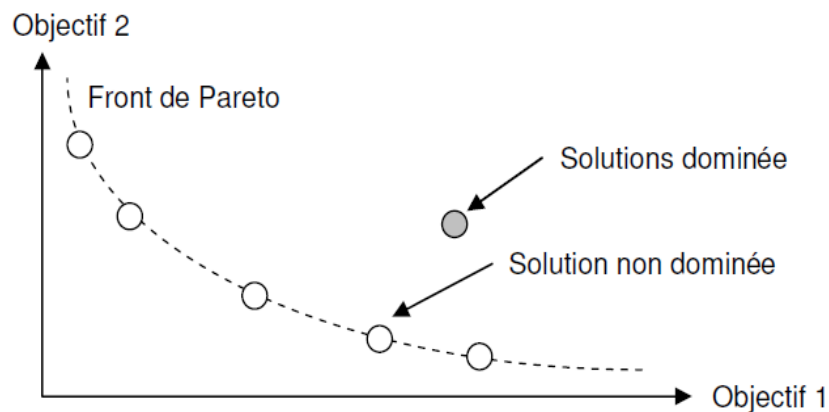 Objectif 2
Front de Pareto
Solutions dominée
Solution non dominée
Objectif 1